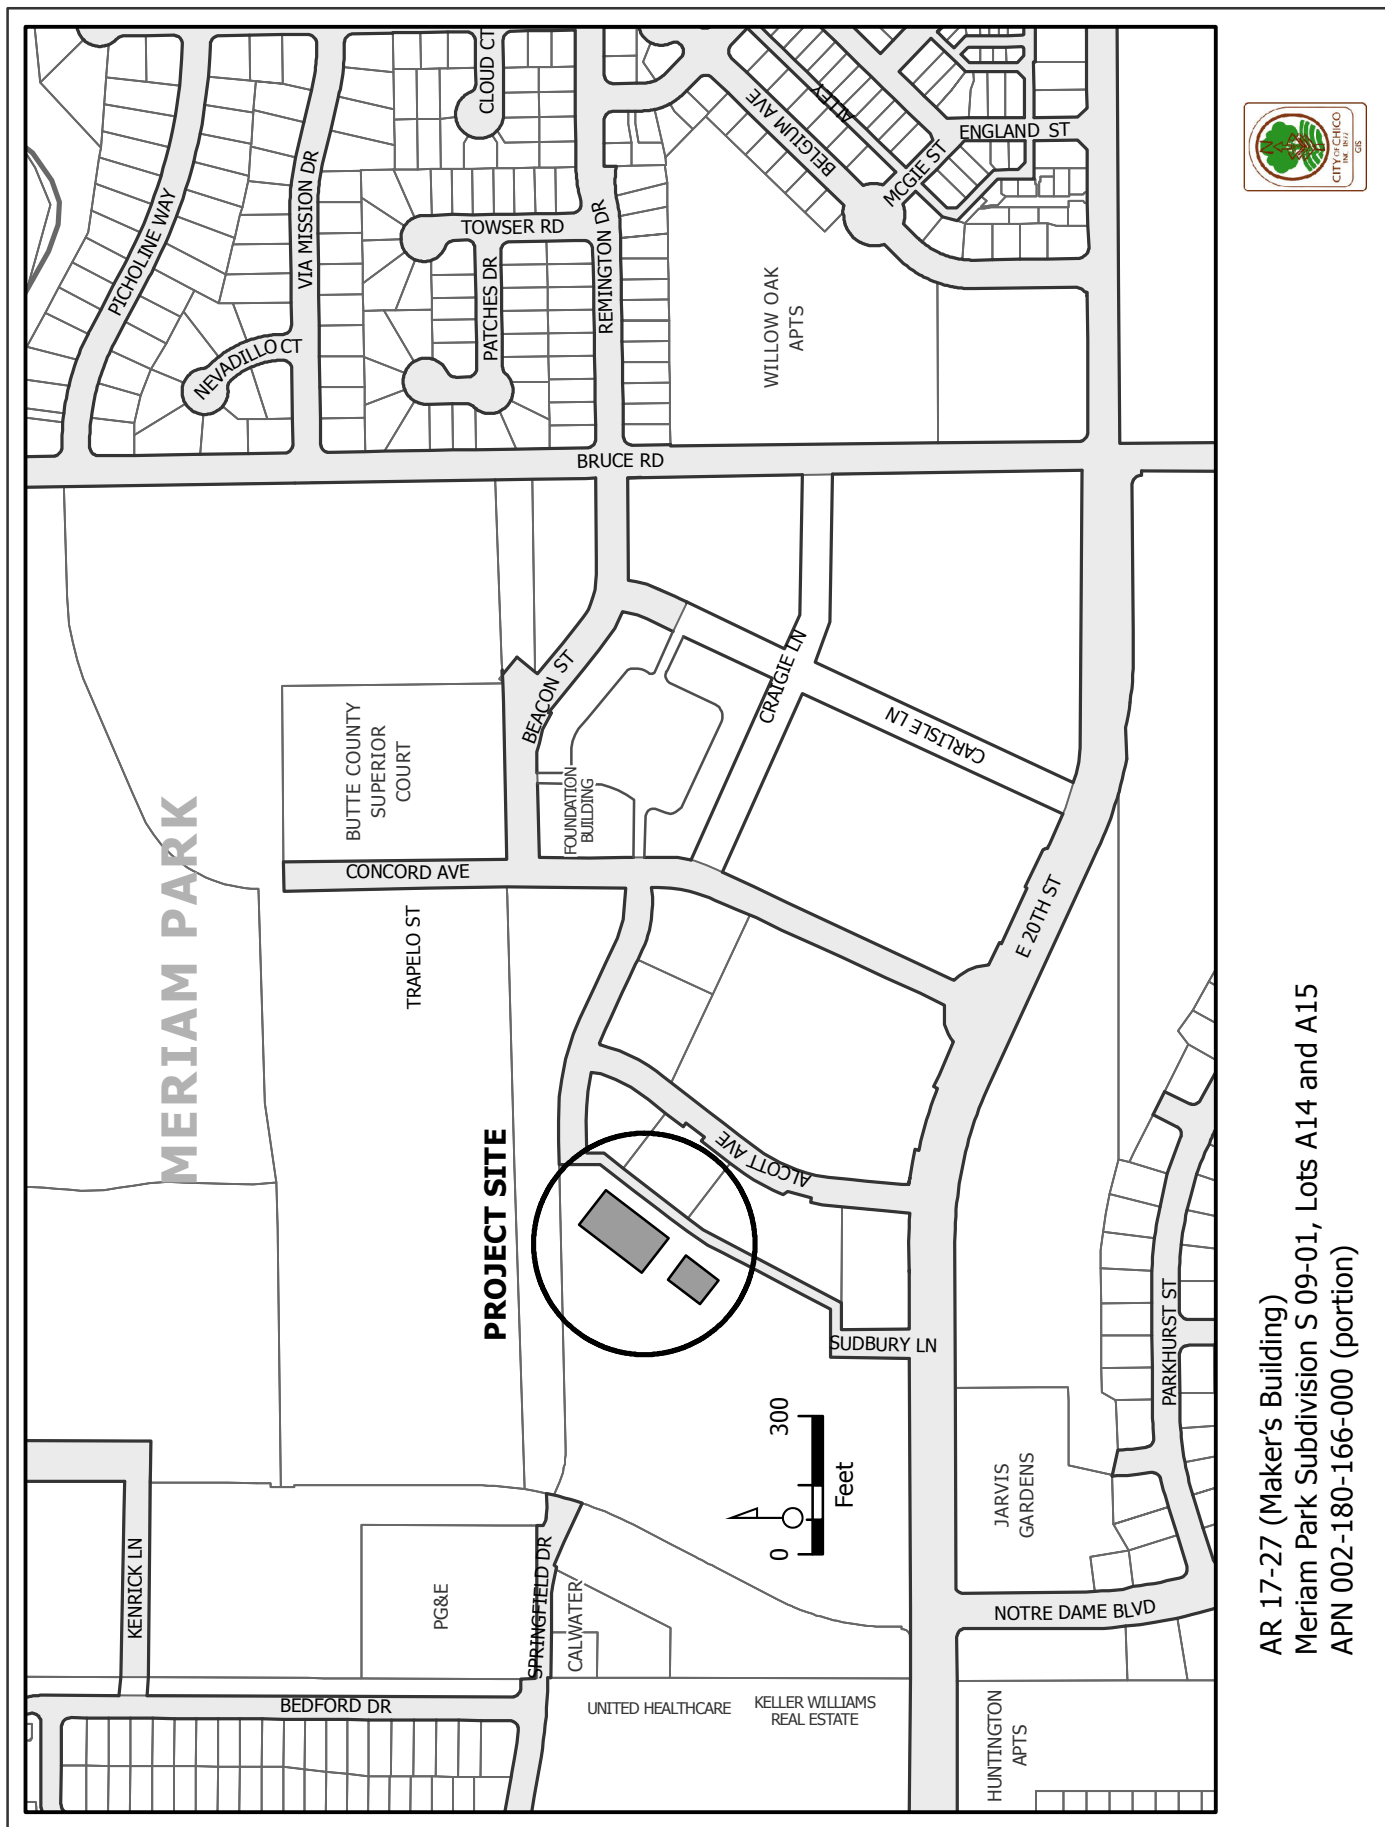 MERIAM PARK
PROJECT SITE
PICHOLINE WAY
NEVADILLO CT
VIA MISSION DR
CLOUD CT
TOWSER RD
PATCHES DR
REMINGTON DR
BELGIUM AVE
ALLEY
MCGIE ST
ENGLAND ST
WILLOW OAK
APTS
BRUCE RD
BUTTE COUNTY
SUPERIOR
COURT
BEACON ST
FOUNDATION
BUILDING
CRAIGIE LN
CARLISLE LN
CONCORD AVE
TRAPELO ST
E 20TH ST
ALCOTT AVE
SUDBURY LN
PARKHURST ST
KENRICK LN
PG&E
SPRINGFIELD DR
CALWATER
BEDFORD DR
UNITED HEALTHCARE
KELLER WILLIAMS
REAL ESTATE
0
300
Feet
JARVIS
GARDENS
NOTRE DAME BLVD
HUNTINGTON
APTS
AR 17-27 (Maker's Building)
Meriam Park Subdivision S 09-01, Lots A14 and A15
APN 002-180-166-000 (portion)
N
CITY OF CHICO
INC. 1872
GIS